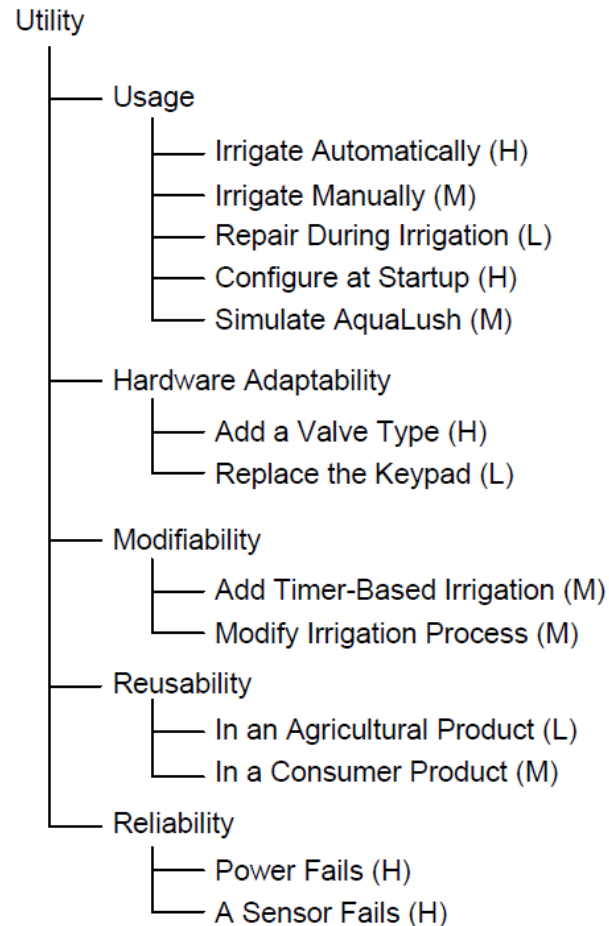 Utility
Usage
Irrigate Automatically (H)
Irrigate Manually (M)
Repair During Irrigation (L)
Configure at Startup (H)
Simulate AquaLush (M)
Hardware Adaptability
Add a Valve Type (H)
Replace the Keypad (L)
Modifiability
Add Timer-Based Irrigation (M)
Modify Irrigation Process (M)
Reusability
In an Agricultural Product (L)
In a Consumer Product (M)
Reliability
Power Fails (H)
A Sensor Fails (H)